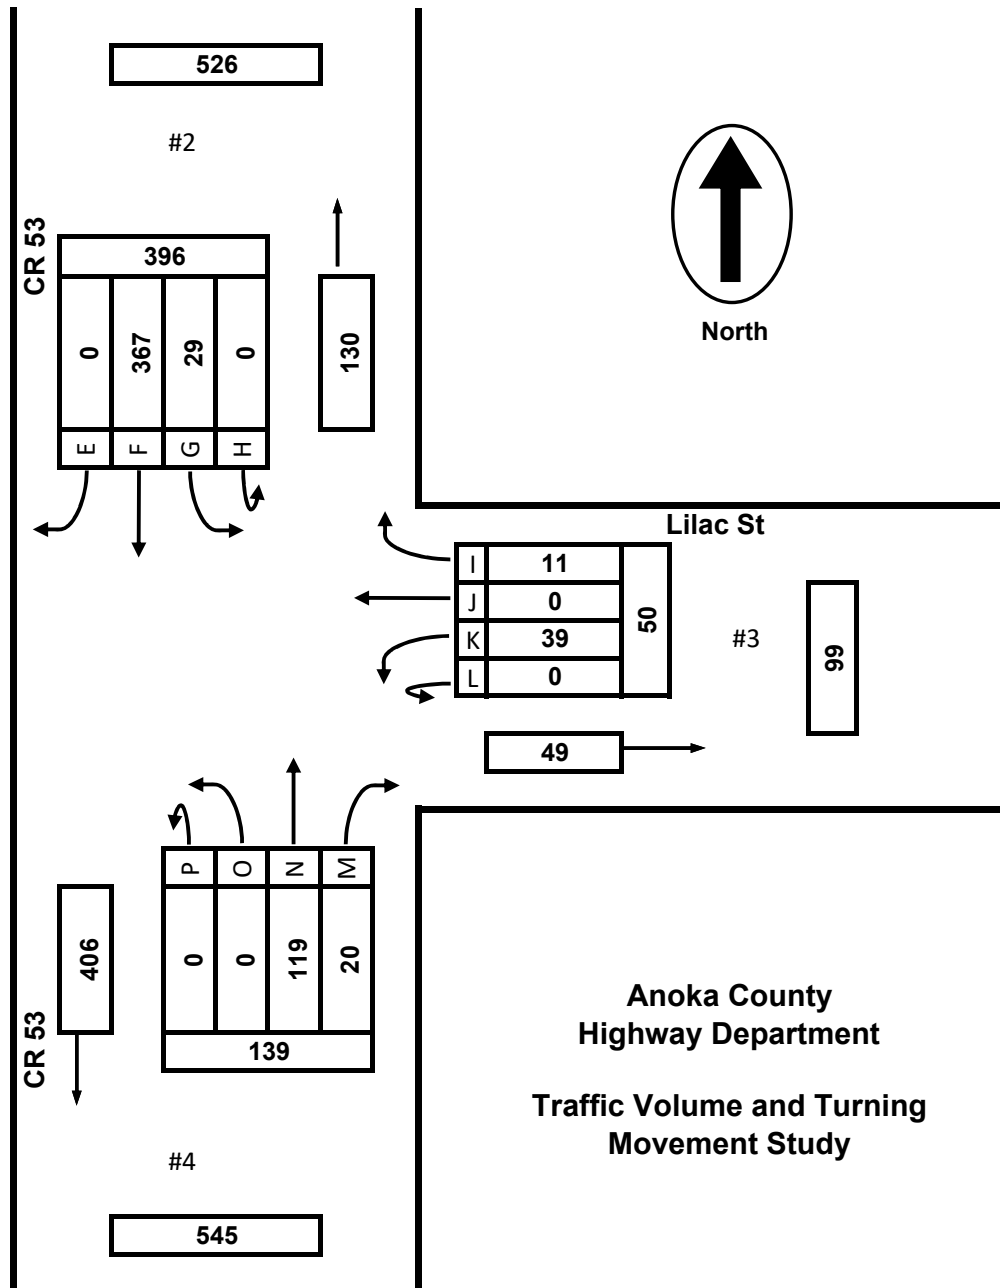 526
#2
CR 53
396
0
367
29
0
E
F
G
H
130
North
Lilac St
I 11
J 0
K 39
L 0
50
#3
99
49
P
O
N
M
406
0
0
119
20
139
CR 53
#4
545
Anoka County
Highway Department
Traffic Volume and Turning
Movement Study